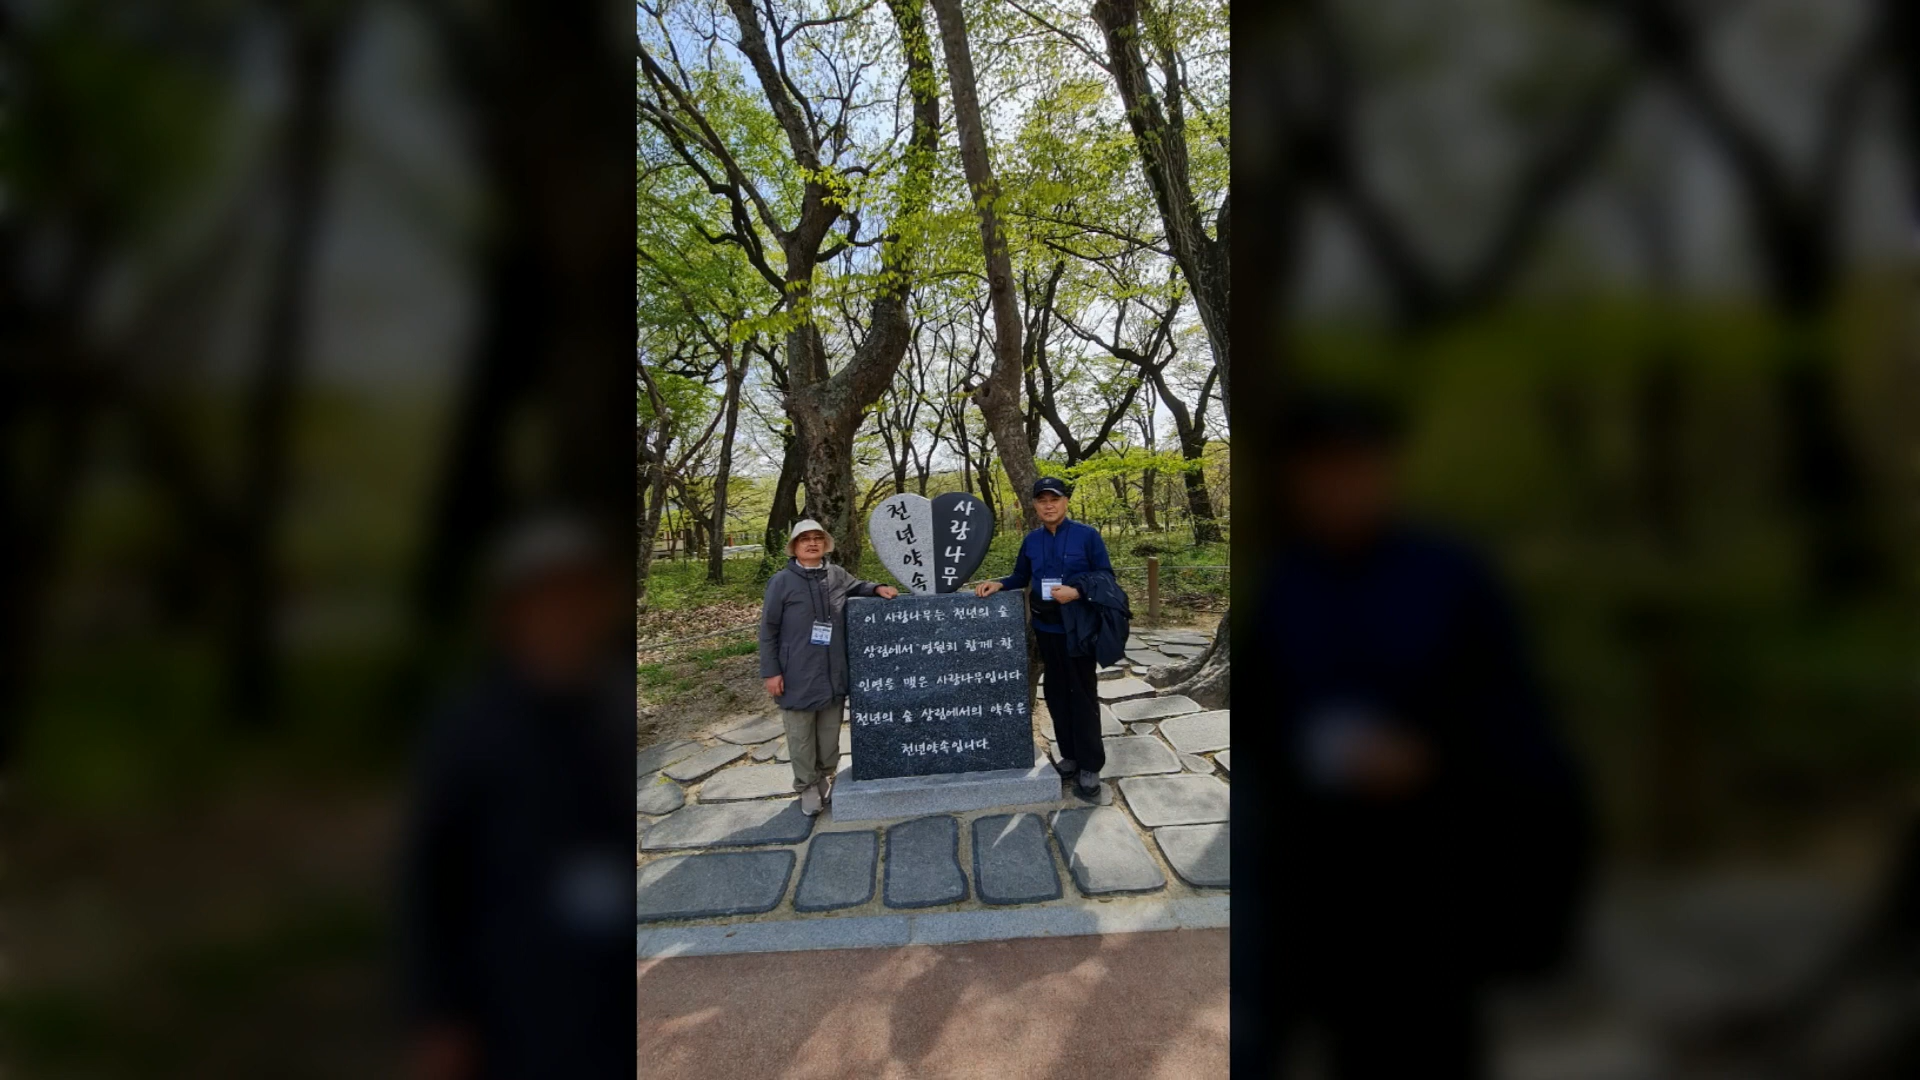 천년약속
사랑나무
이 사랑나무는 천년의 숲
상림에서 영원히 함께 할
인연을 맺은 사랑나무입니다
천년의 숲 상림에서의 약속은
천년약속입니다.